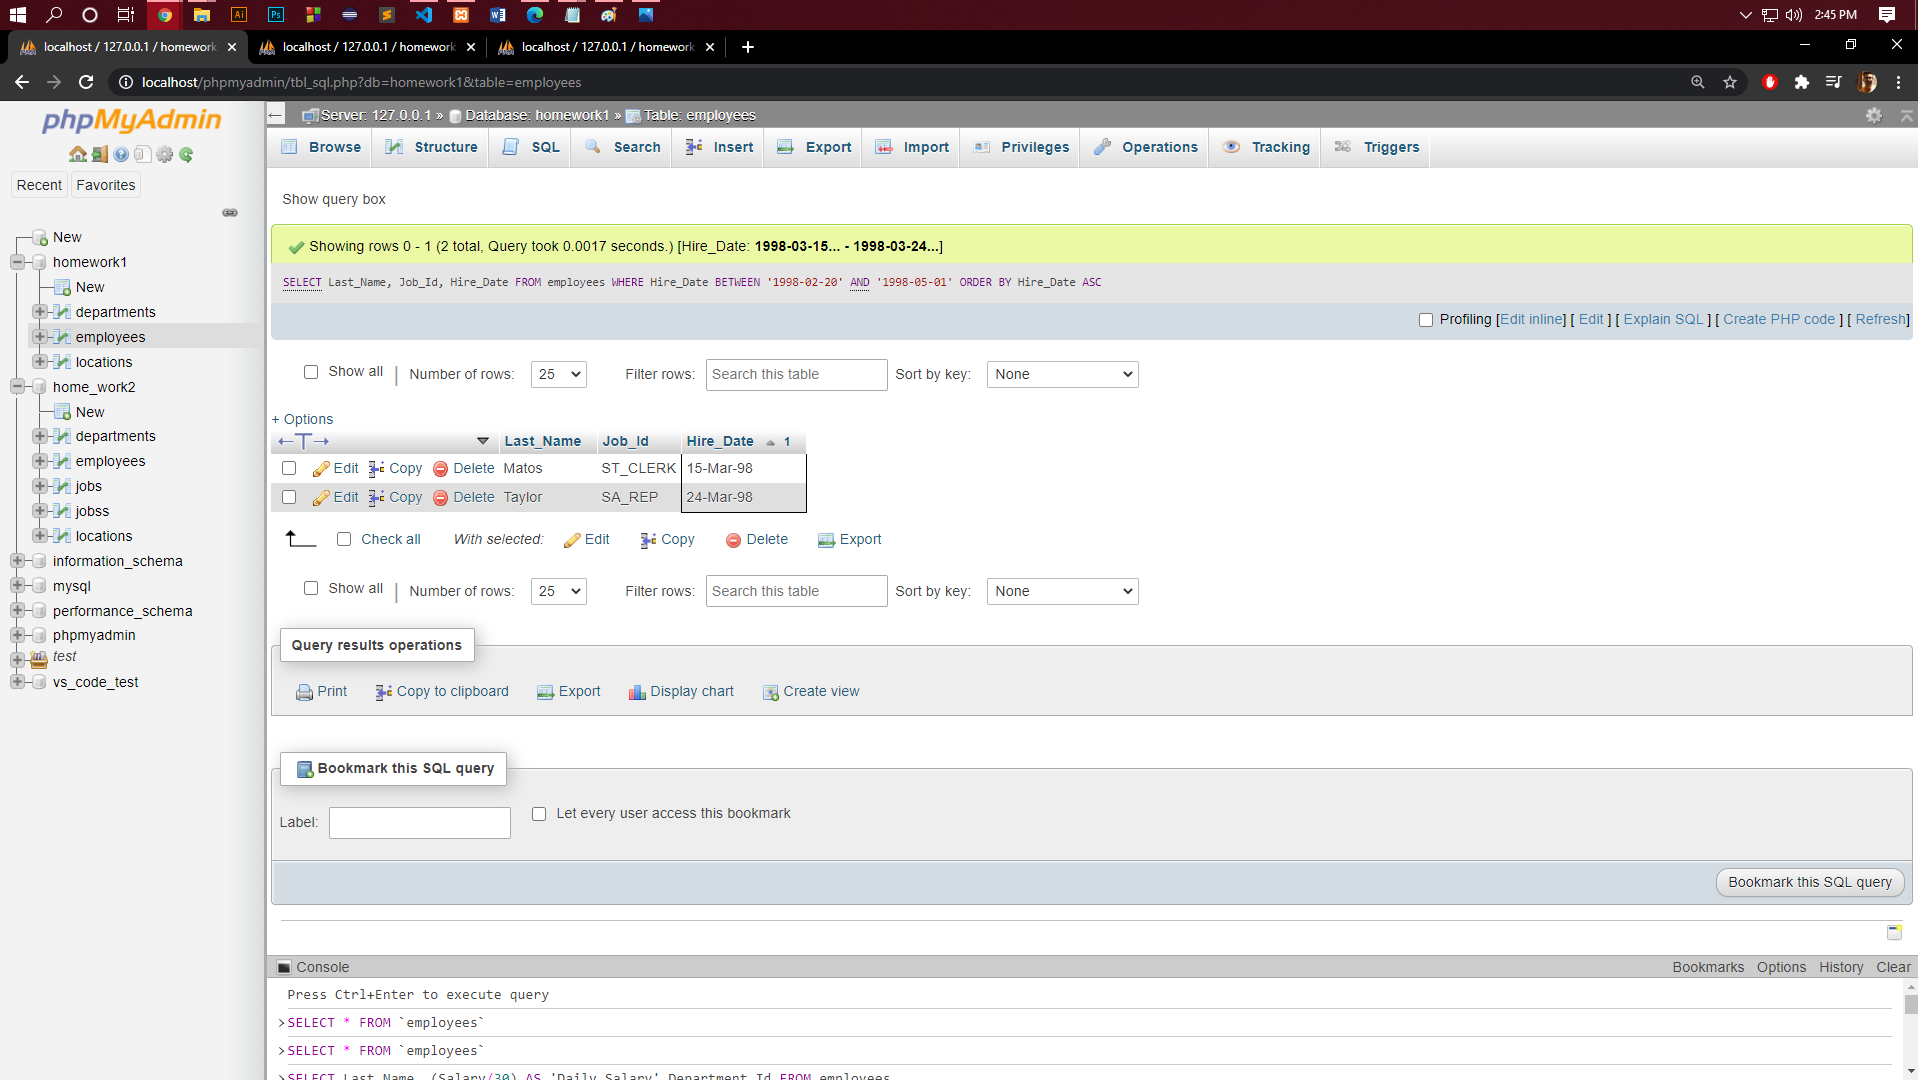 2:45 PM
localhost / 127.0.0.1 / homework
localhost / 127.0.0.1 / homework
localhost / 127.0.0.1 / homework
localhost/phpmyadmin/tbl_sql.php?db=homework1&table=employees
phpMyAdmin
Recent Favorites
New
homework1
New
departments
employees
locations
home_work2
New
departments
employees
jobs
jobss
locations
information_schema
mysql
performance_schema
phpmyadmin
test
vs_code_test
Server: 127.0.0.1 » Database: homework1 » Table: employees
Browse Structure SQL Search Insert Export Import Privileges Operations Tracking Triggers
Show query box
Showing rows 0 - 1 (2 total, Query took 0.0017 seconds.) [Hire_Date: 1998-03-15... - 1998-03-24...]
SELECT Last_Name, Job_Id, Hire_Date FROM employees WHERE Hire_Date BETWEEN '1998-02-20' AND '1998-05-01' ORDER BY Hire_Date ASC
Profiling [Edit inline] [ Edit ] [ Explain SQL ] [ Create PHP code ] [ Refresh]
Show all | Number of rows: 25 Filter rows: Search this table Sort by key: None
+ Options
←T→ Last_Name Job_Id Hire_Date 1
Edit Copy Delete Matos ST_CLERK 15-Mar-98
Edit Copy Delete Taylor SA_REP 24-Mar-98
Check all With selected: Edit Copy Delete Export
Show all | Number of rows: 25 Filter rows: Search this table Sort by key: None
Query results operations
Print Copy to clipboard Export Display chart Create view
Bookmark this SQL query
Label: Let every user access this bookmark
Bookmark this SQL query
Console Bookmarks Options History Clear
Press Ctrl+Enter to execute query
>SELECT * FROM `employees`
>SELECT * FROM `employees`
>SELECT Last_Name, (Salary/30) AS 'Daily Salary' Department_Id FROM employees